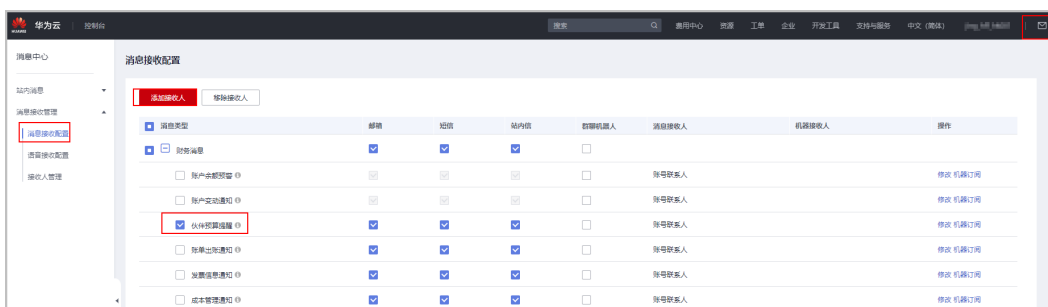 HUAWEI 华为云 控制台 搜索 费用中心 资源 工单 企业 开发工具 支持与服务 中文 (简体)
消息中心
消息接收配置
站内消息
消息接收管理
消息接收配置
语音接收配置
接收人管理
添加接收人 移除接收人
消息类型 邮箱 短信 站内信 群聊机器人 消息接收人 机器接收人 操作
财务消息
账户余额预警 账号联系人 修改 机器订阅
账户变动通知 账号联系人 修改 机器订阅
伙伴预算提醒 账号联系人 修改 机器订阅
账单出账通知 账号联系人 修改 机器订阅
发票信息通知 账号联系人 修改 机器订阅
成本管理通知 账号联系人 修改 机器订阅